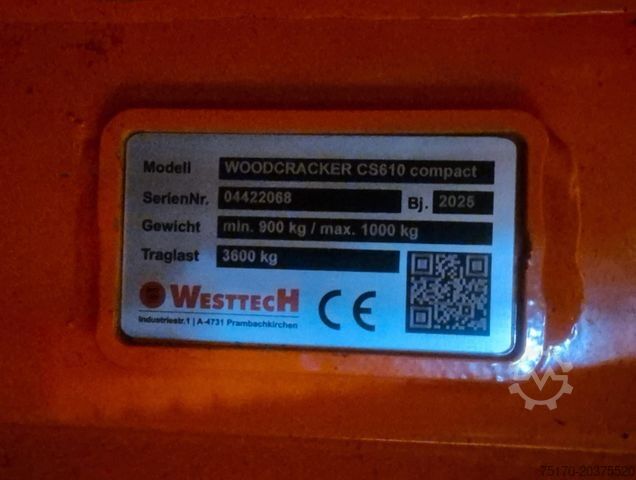 Modell WOODCRACKER CS610 compact
SerienNr. 04422068 Bj. 2025
Gewicht min. 900 kg / max. 1000 kg
Traglast 3600 kg
WESTTECH CE
Industriestr.1 | A-4731 Prambachkirchen
75170-20375520